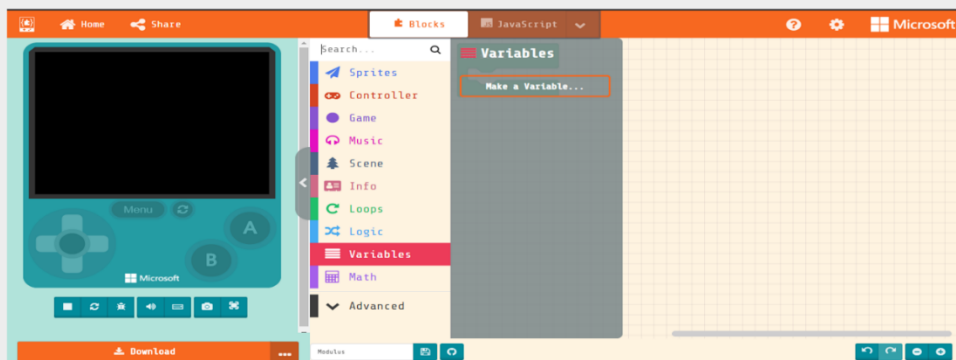 Home
Share
Blocks
JavaScript
Microsoft
Search...
Sprites
Controller
Game
Music
Scene
Info
Loops
Logic
Variables
Math
Advanced
Variables
Make a Variable...
Menu
A
B
Microsoft
Download
Modulus